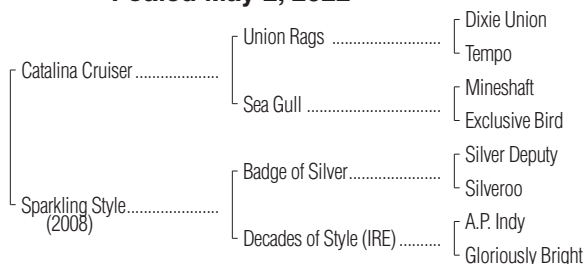 Foaled May 2, 2022
Dixie Union
Union Rags ........................
Tempo
Catalina Cruiser ..................
Mineshaft
Sea Gull ..............................
Exclusive Bird
Silver Deputy
Badge of Silver....................
Silveroo
Sparkling Style....................
(2008)
A.P. Indy
Decades of Style (IRE) .........
Gloriously Bright